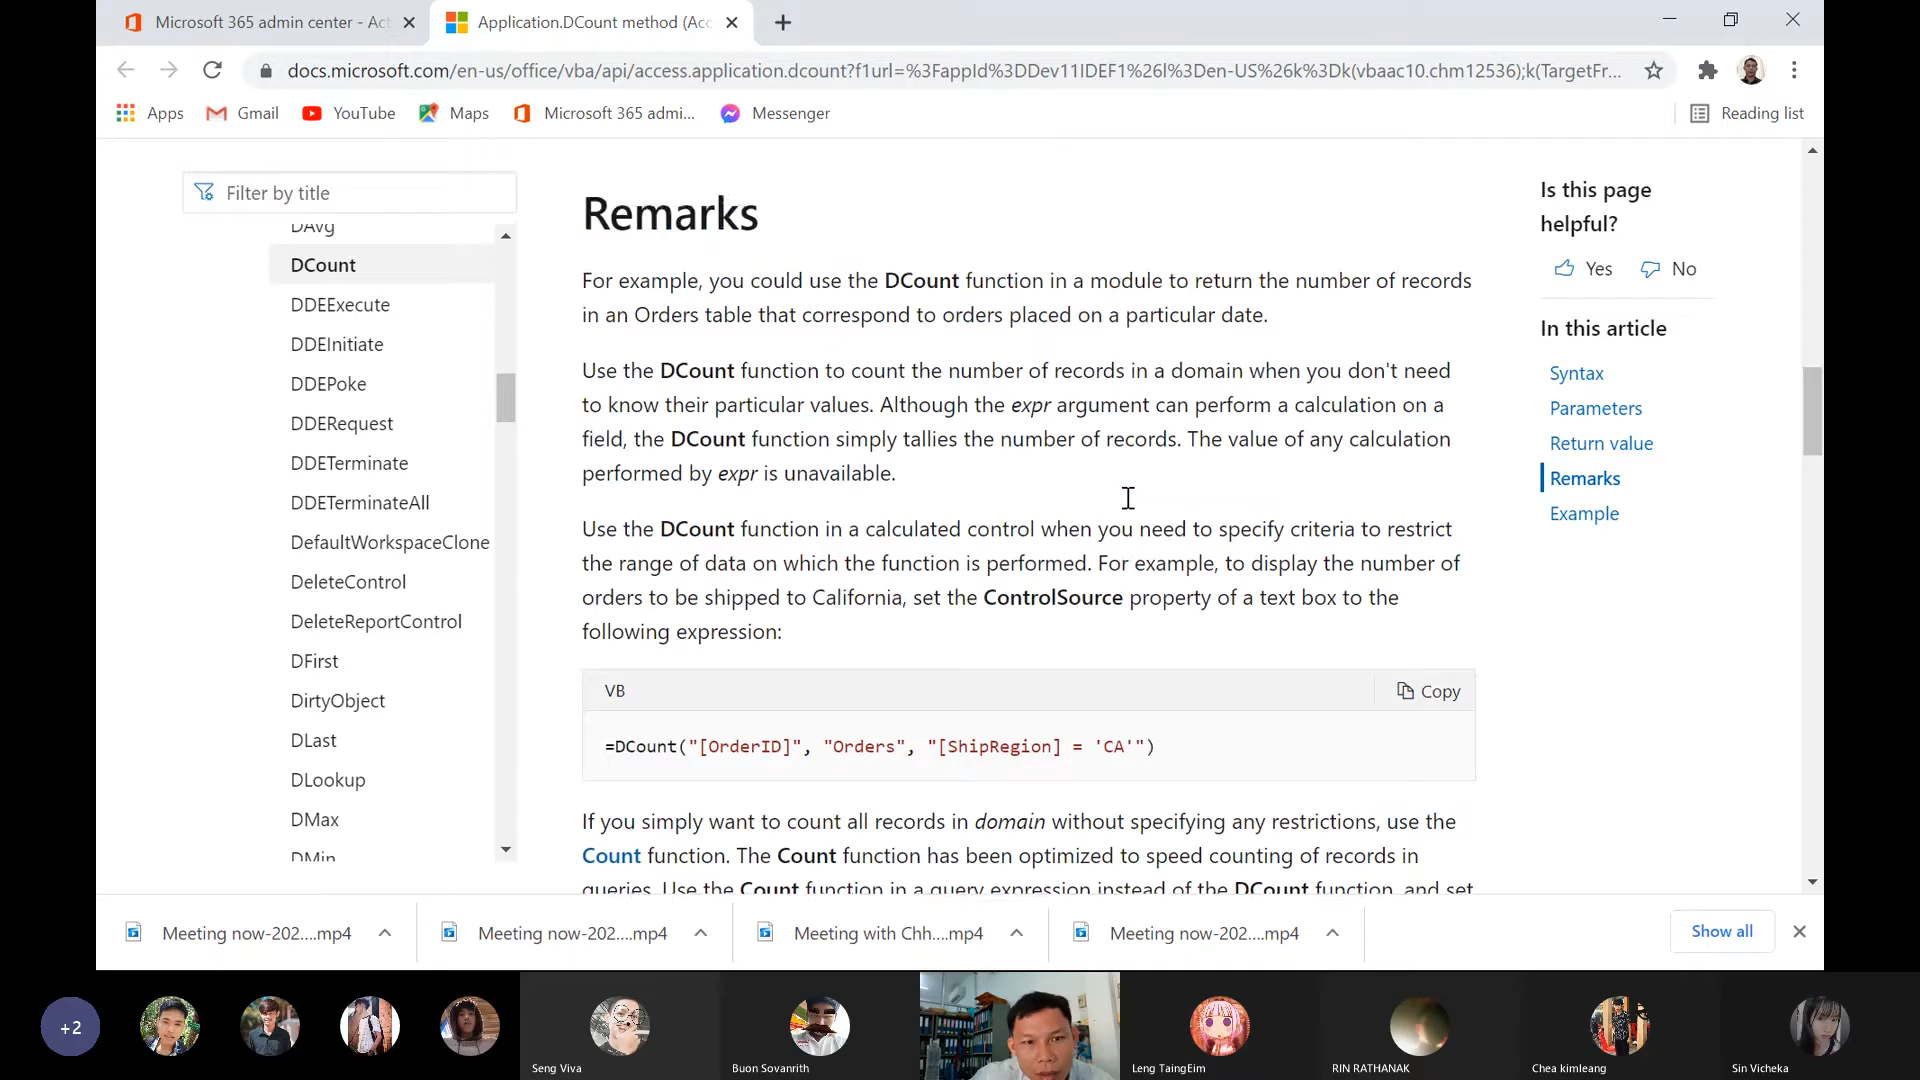 Microsoft 365 admin center - Act
Application.DCount method (Acc
docs.microsoft.com/en-us/office/vba/api/access.application.dcount?f1url=%3FappId%3DDev11IDEF1%26l%3Den-US%26k%3Dk(vbaac10.chm12536);k(TargetFr...
Apps
Gmail
YouTube
Maps
Microsoft 365 admi...
Messenger
Reading list
Filter by title
DAvg
DCount
DDEExecute
DDEInitiate
DDEPoke
DDERequest
DDETerminate
DDETerminateAll
DefaultWorkspaceClone
DeleteControl
DeleteReportControl
DFirst
DirtyObject
DLast
DLookup
DMax
DMin
Remarks
For example, you could use the DCount function in a module to return the number of records
in an Orders table that correspond to orders placed on a particular date.
Use the DCount function to count the number of records in a domain when you don't need
to know their particular values. Although the expr argument can perform a calculation on a
field, the DCount function simply tallies the number of records. The value of any calculation
performed by expr is unavailable.
Use the DCount function in a calculated control when you need to specify criteria to restrict
the range of data on which the function is performed. For example, to display the number of
orders to be shipped to California, set the ControlSource property of a text box to the
following expression:
VB
Copy
=DCount("[OrderID]", "Orders", "[ShipRegion] = 'CA'")
If you simply want to count all records in domain without specifying any restrictions, use the
Count function. The Count function has been optimized to speed counting of records in
queries. Use the Count function in a query expression instead of the DCount function, and set
Is this page
helpful?
Yes
No
In this article
Syntax
Parameters
Return value
Remarks
Example
Meeting now-202....mp4
Meeting now-202....mp4
Meeting with Chh....mp4
Meeting now-202....mp4
Show all
+2
Seng Viva
Buon Sovanrith
Leng TaingEim
RIN RATHANAK
Chea kimleang
Sin Vicheka